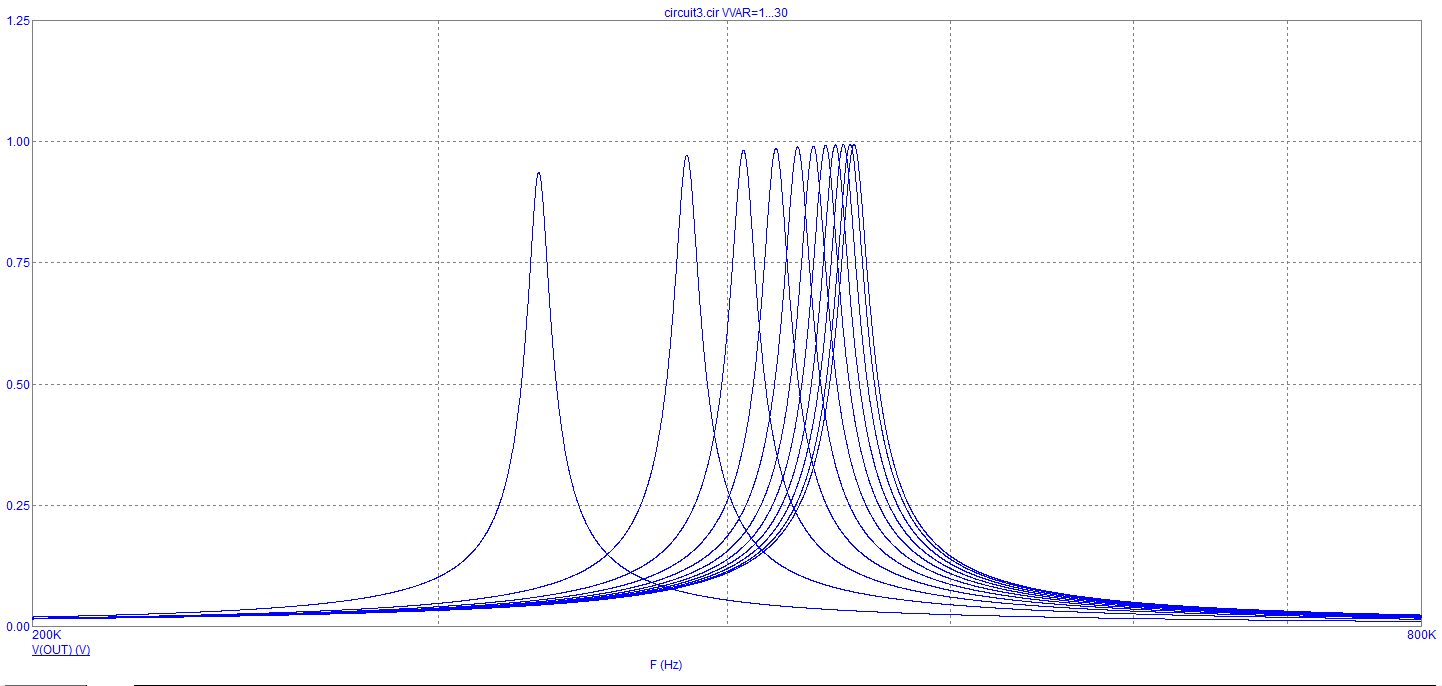 circuit3.cir VVAR=1...30
1.25
1.00
0.75
0.50
0.25
0.00
200K
800K
V(OUT) (V)
F (Hz)